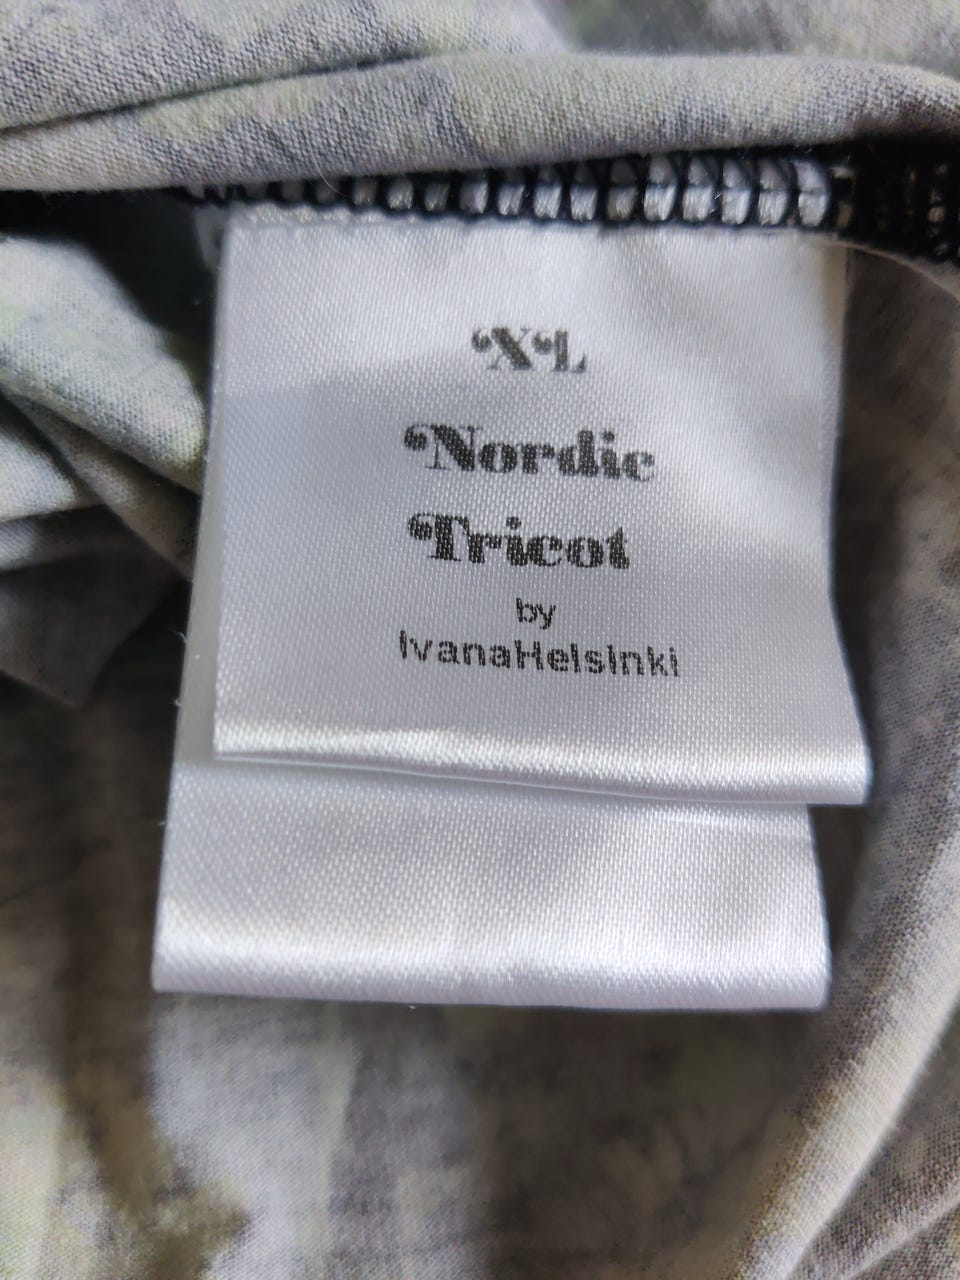 XL
Nordic
Tricot
by
IvanaHelsinki